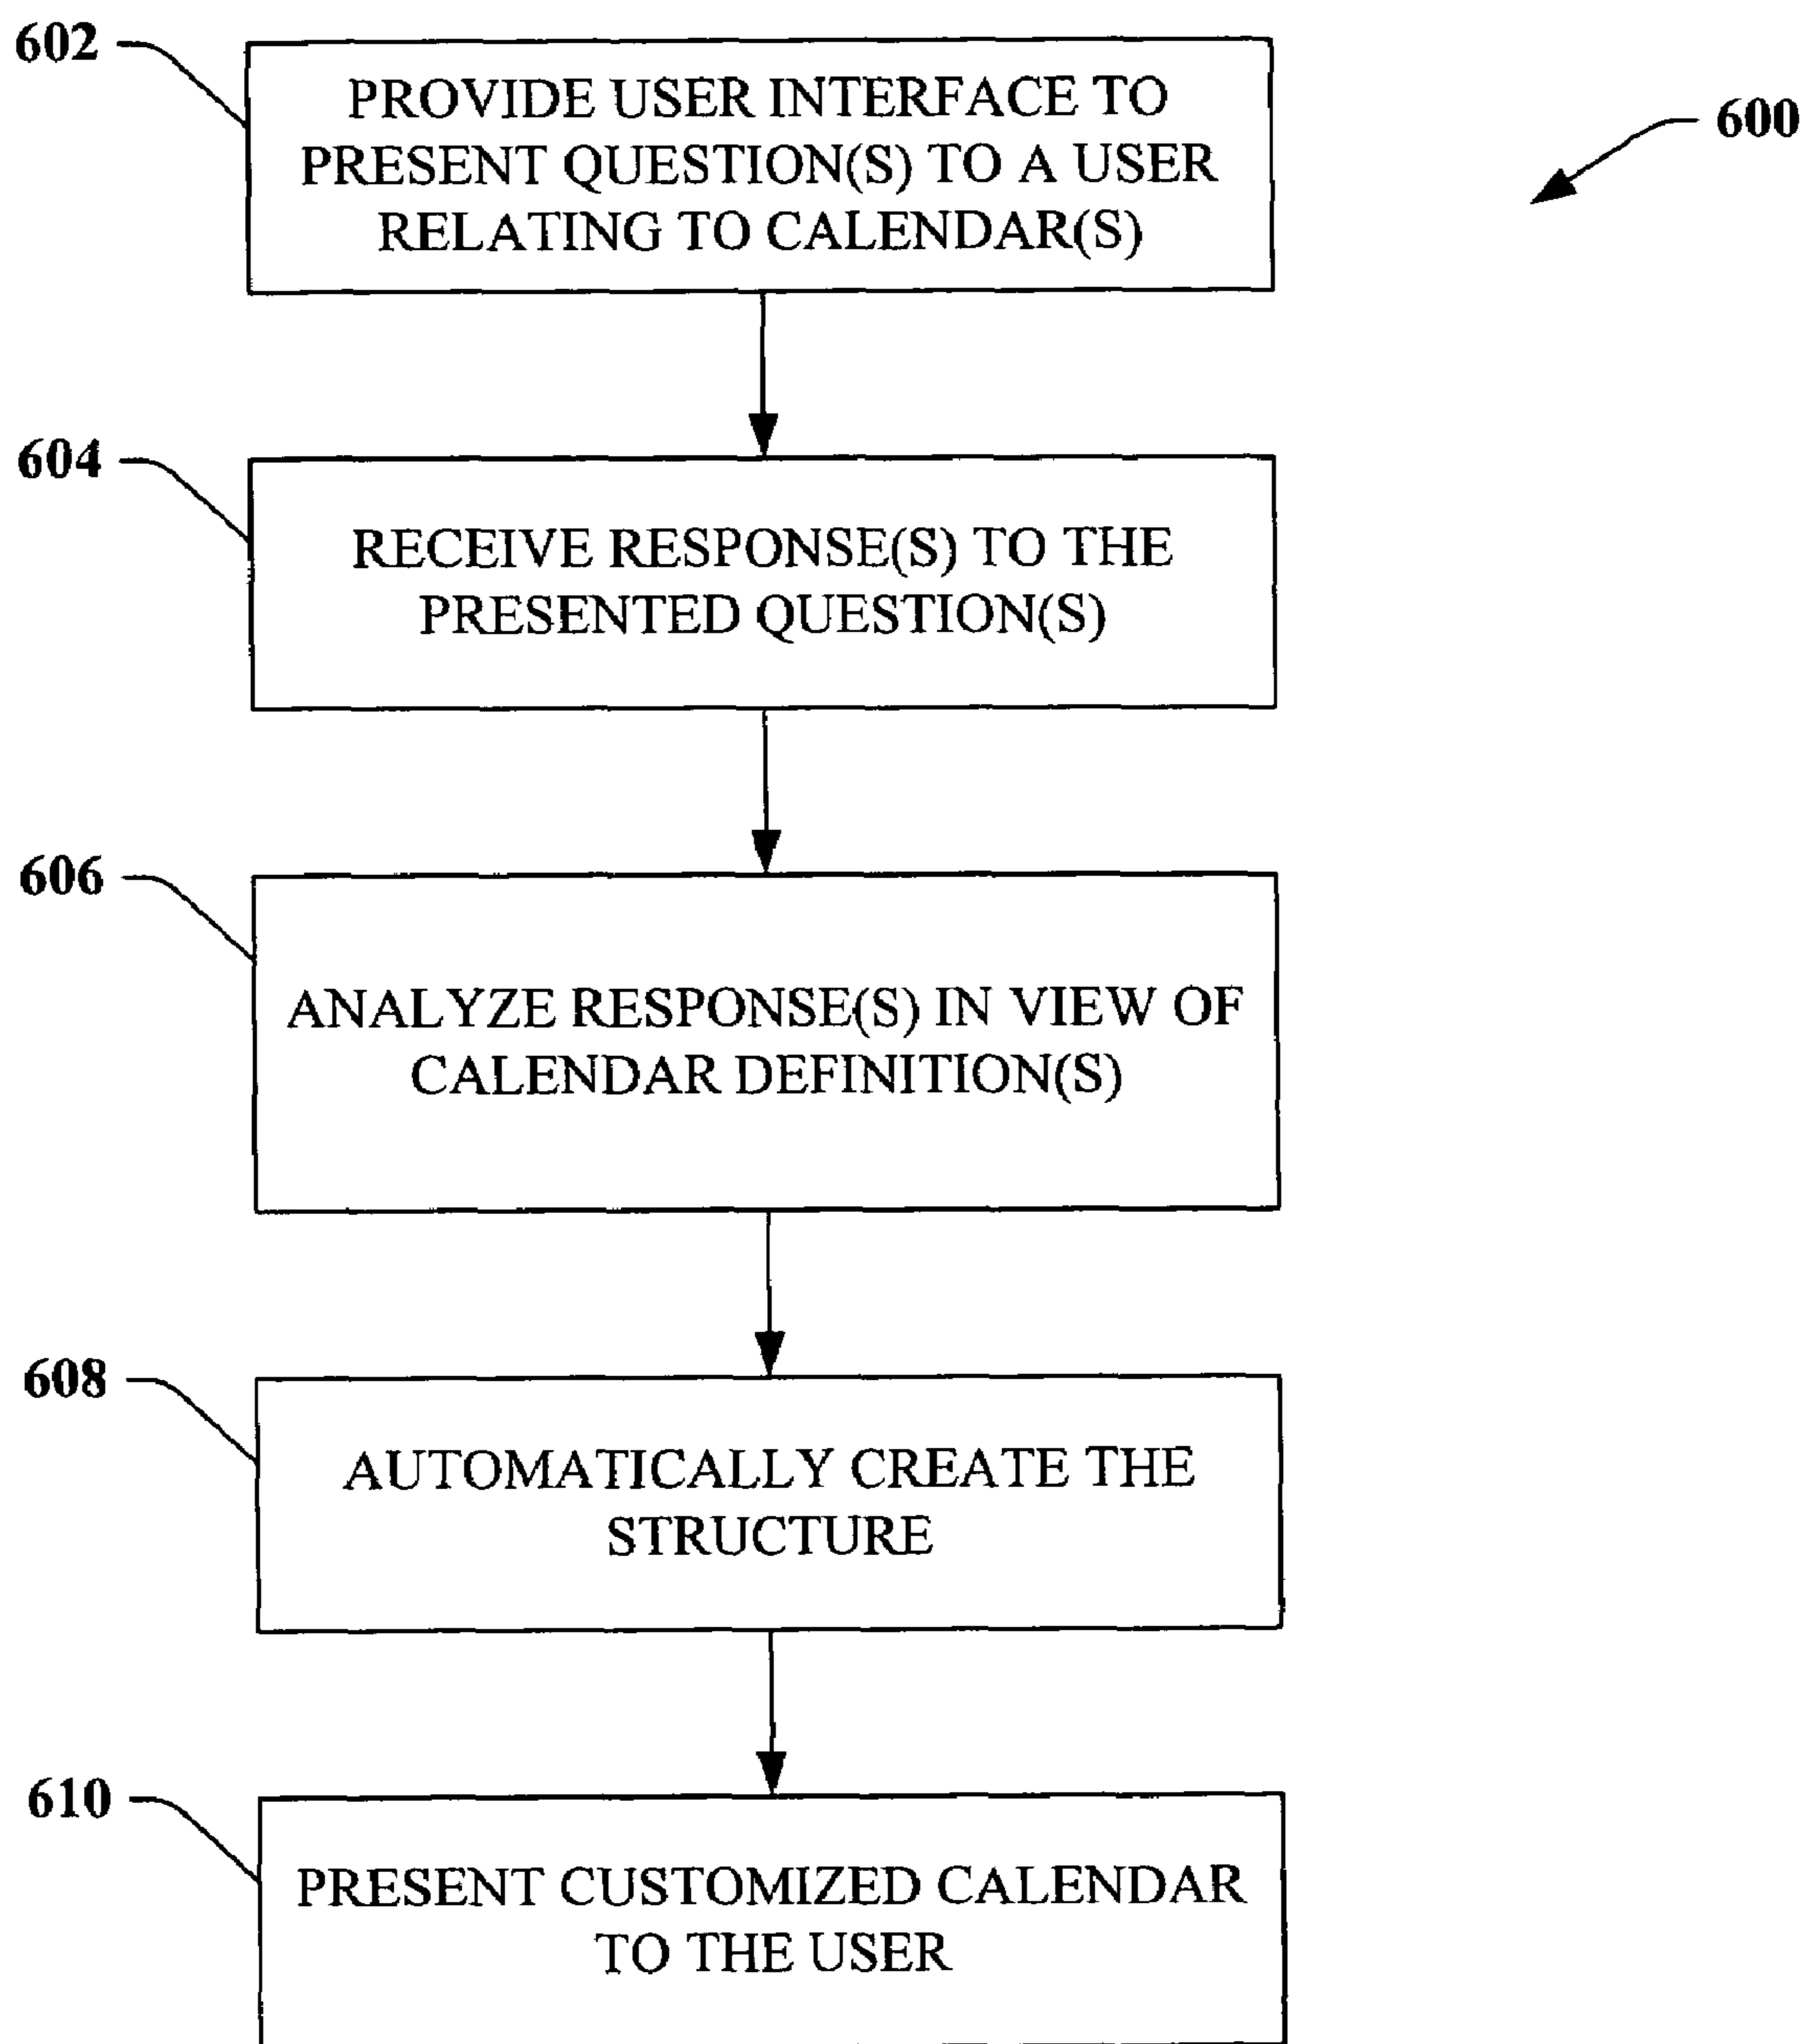 602
PROVIDE USER INTERFACE TO
PRESENT QUESTION(S) TO A USER
RELATING TO CALENDAR(S)
600
604
RECEIVE RESPONSE(S) TO THE
PRESENTED QUESTION(S)
606
ANALYZE RESPONSE(S) IN VIEW OF
CALENDAR DEFINITION(S)
608
AUTOMATICALLY CREATE THE
STRUCTURE
610
PRESENT CUSTOMIZED CALENDAR
TO THE USER